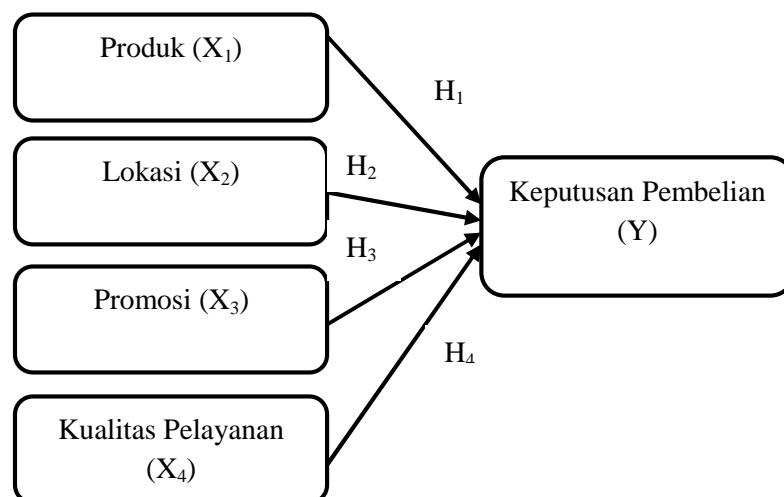 Produk (X₁)
H₁
Lokasi (X₂)
H₂
Keputusan Pembelian
(Y)
H₃
Promosi (X₃)
H₄
Kualitas Pelayanan
(X₄)